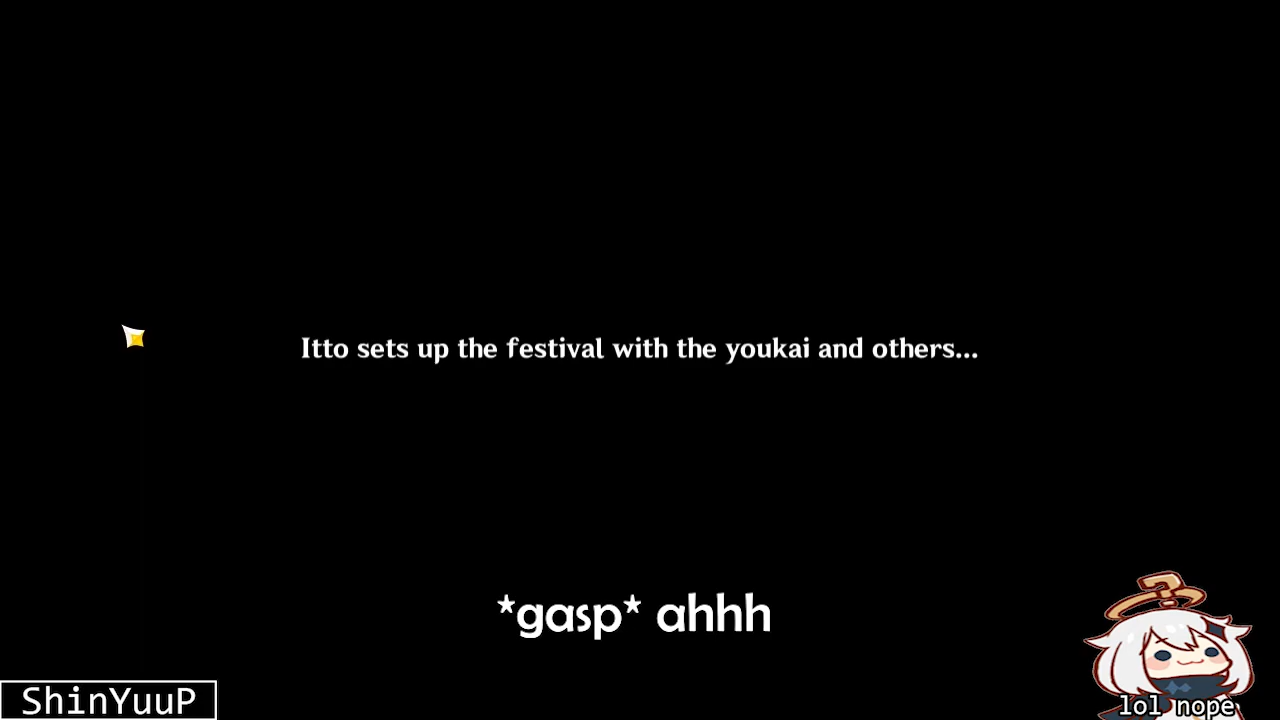 Itto sets up the festival with the youkai and others...
*gasp* ahhh
ShinYuuP
lol nope